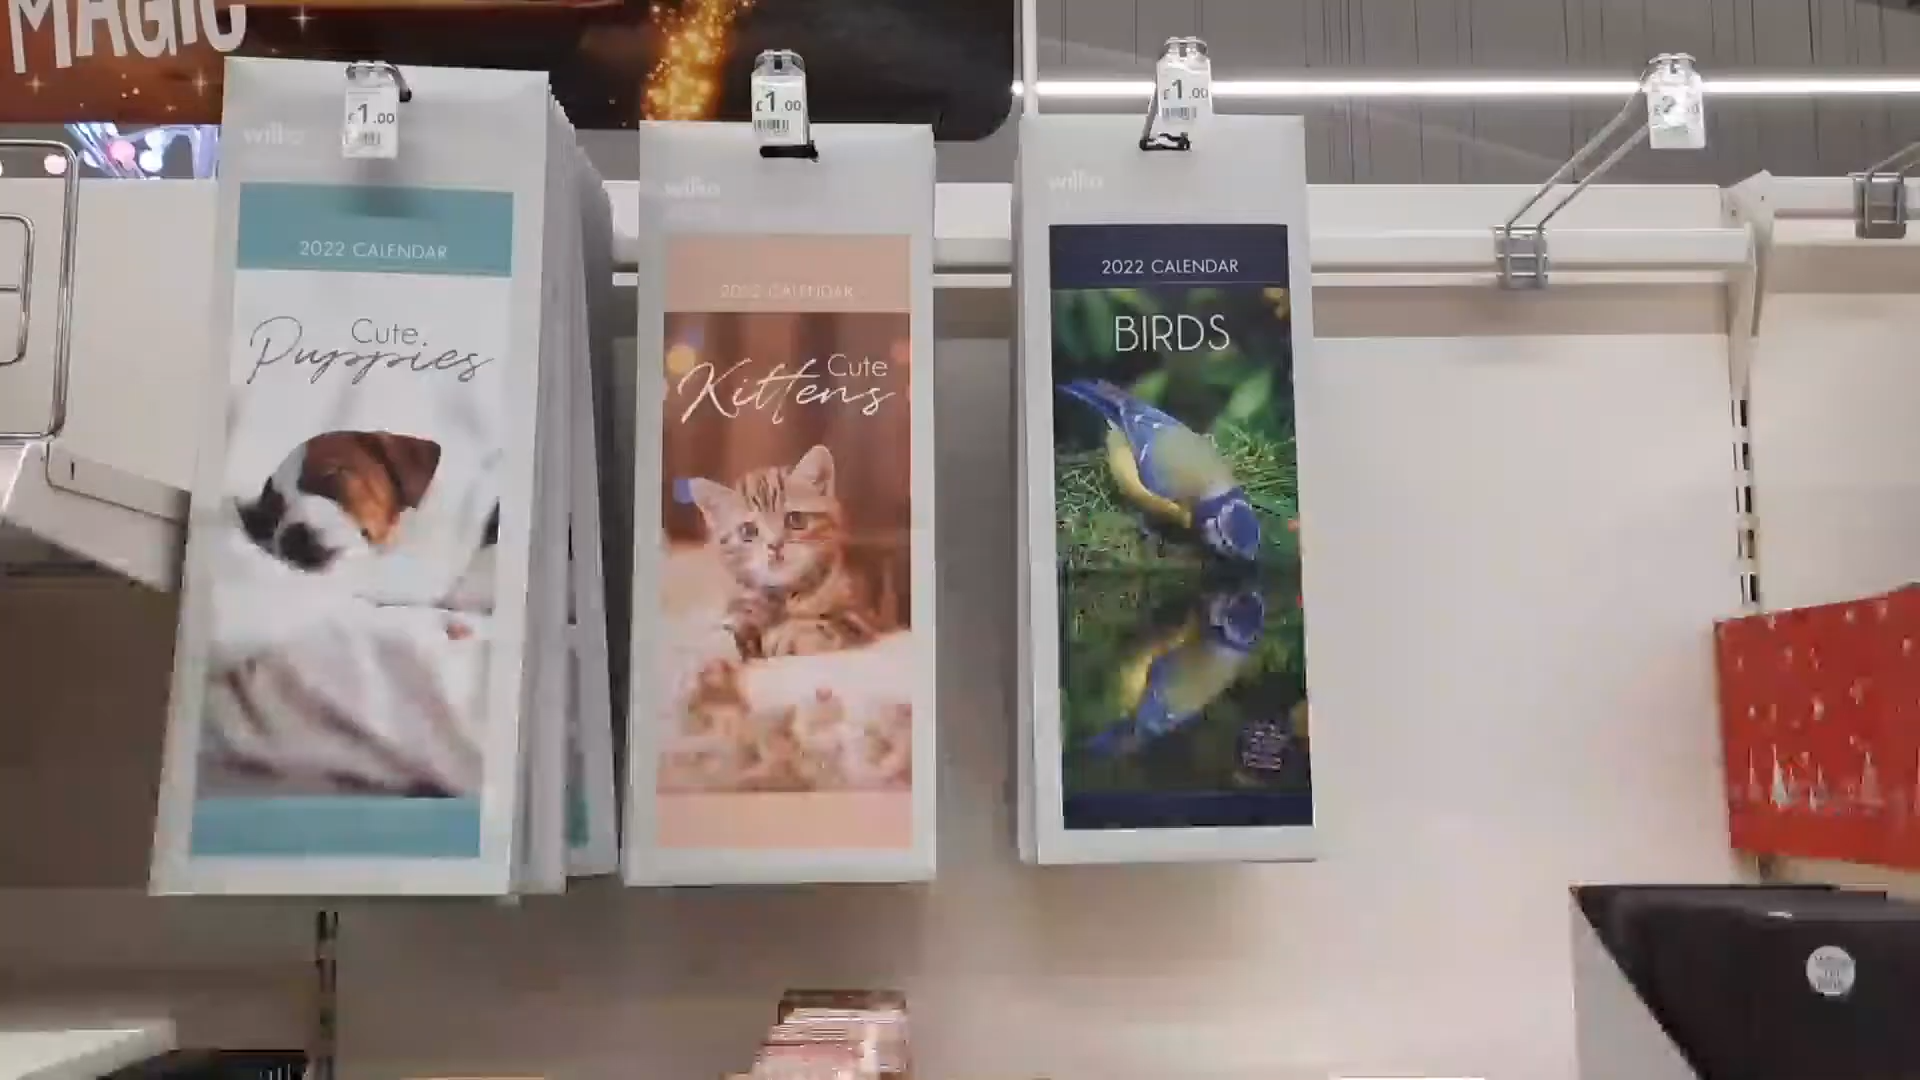 MAGIC
£1.00
£1.00
£1.00
wilko
wilko
wilko
2022 CALENDAR
Cute
Puppies
2022 CALENDAR
Cute
Kittens
2022 CALENDAR
BIRDS